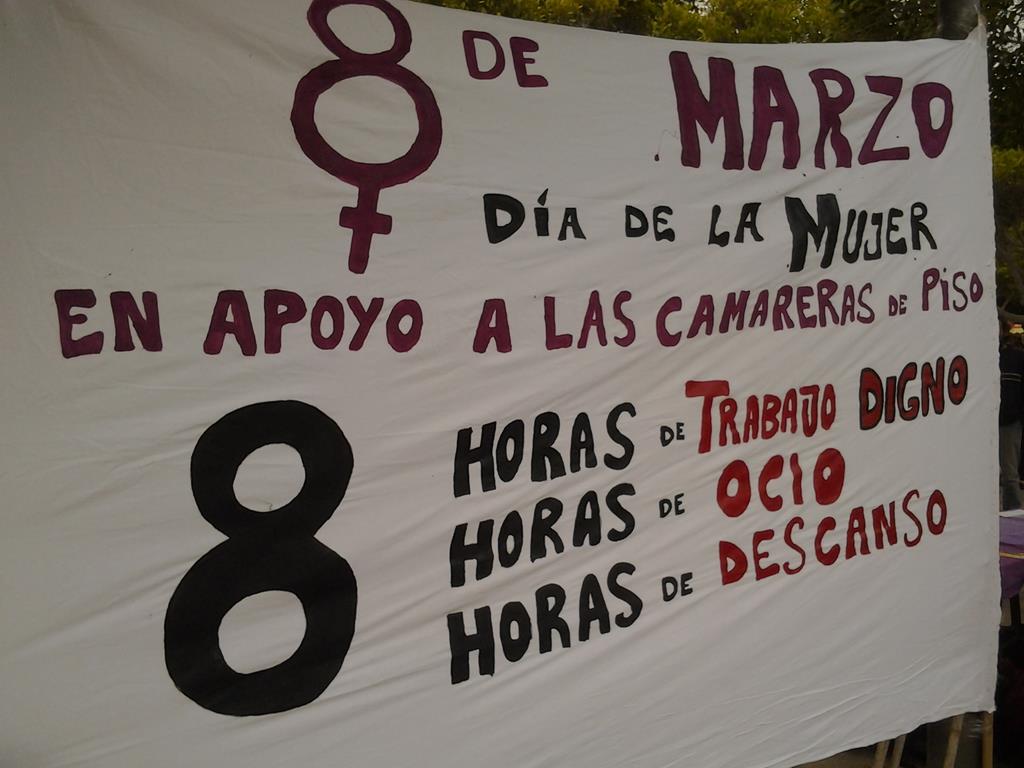 8 DE MARZO
DÍA DE LA MUJER
EN APOYO A LAS CAMARERAS DE PISO
8 HORAS DE TRABAJO DIGNO
HORAS DE OCIO
HORAS DE DESCANSO